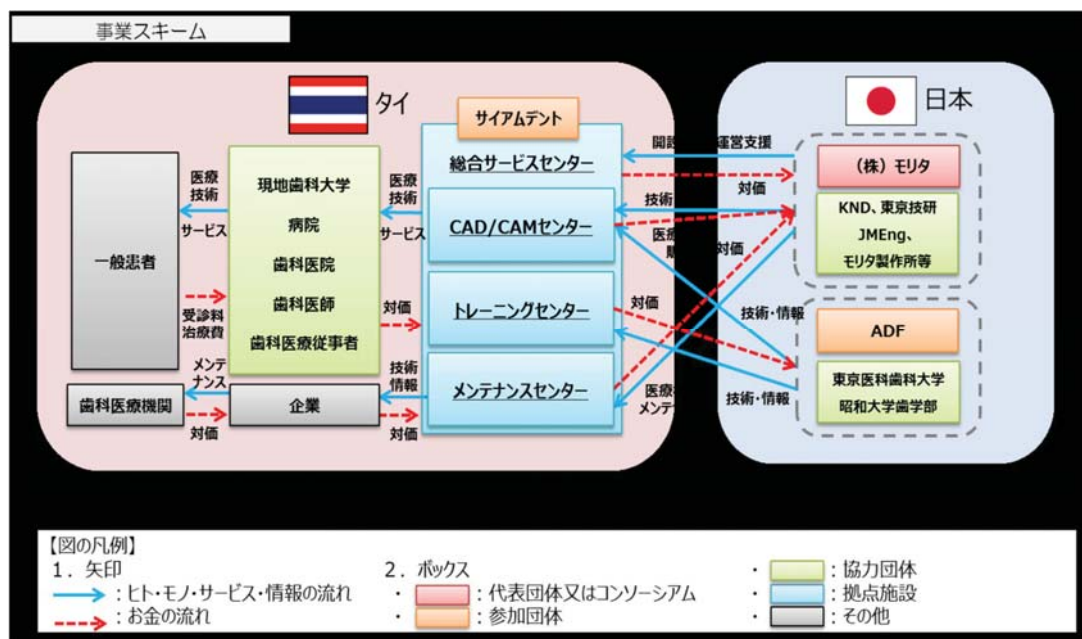 事業スキーム
タイ
日本
サイアムデント
総合サービスセンター
CAD/CAMセンター
トレーニングセンター
メンテナンスセンター
一般患者
歯科医療機関
現地歯科大学
病院
歯科医院
歯科医師
歯科医療従事者
企業
医療
技術
サービス
受診料
治療費
メンテ
ナンス
対価
医療
技術
サービス
対価
技術
情報
対価
開設
運営支援
対価
技術
医療
対価
対価
技術・情報
医療
メンテ
技術・情報
(株)モリタ
KND、東京技研
JMEng、
モリタ製作所等
ADF
東京医科歯科大学
昭和大学歯学部
【図の凡例】
1．矢印
:ヒト・モノ・サービス・情報の流れ
:お金の流れ
2．ボックス
・ :代表団体又はコンソーシアム
・ :参加団体
・ :協力団体
・ :拠点施設
・ :その他